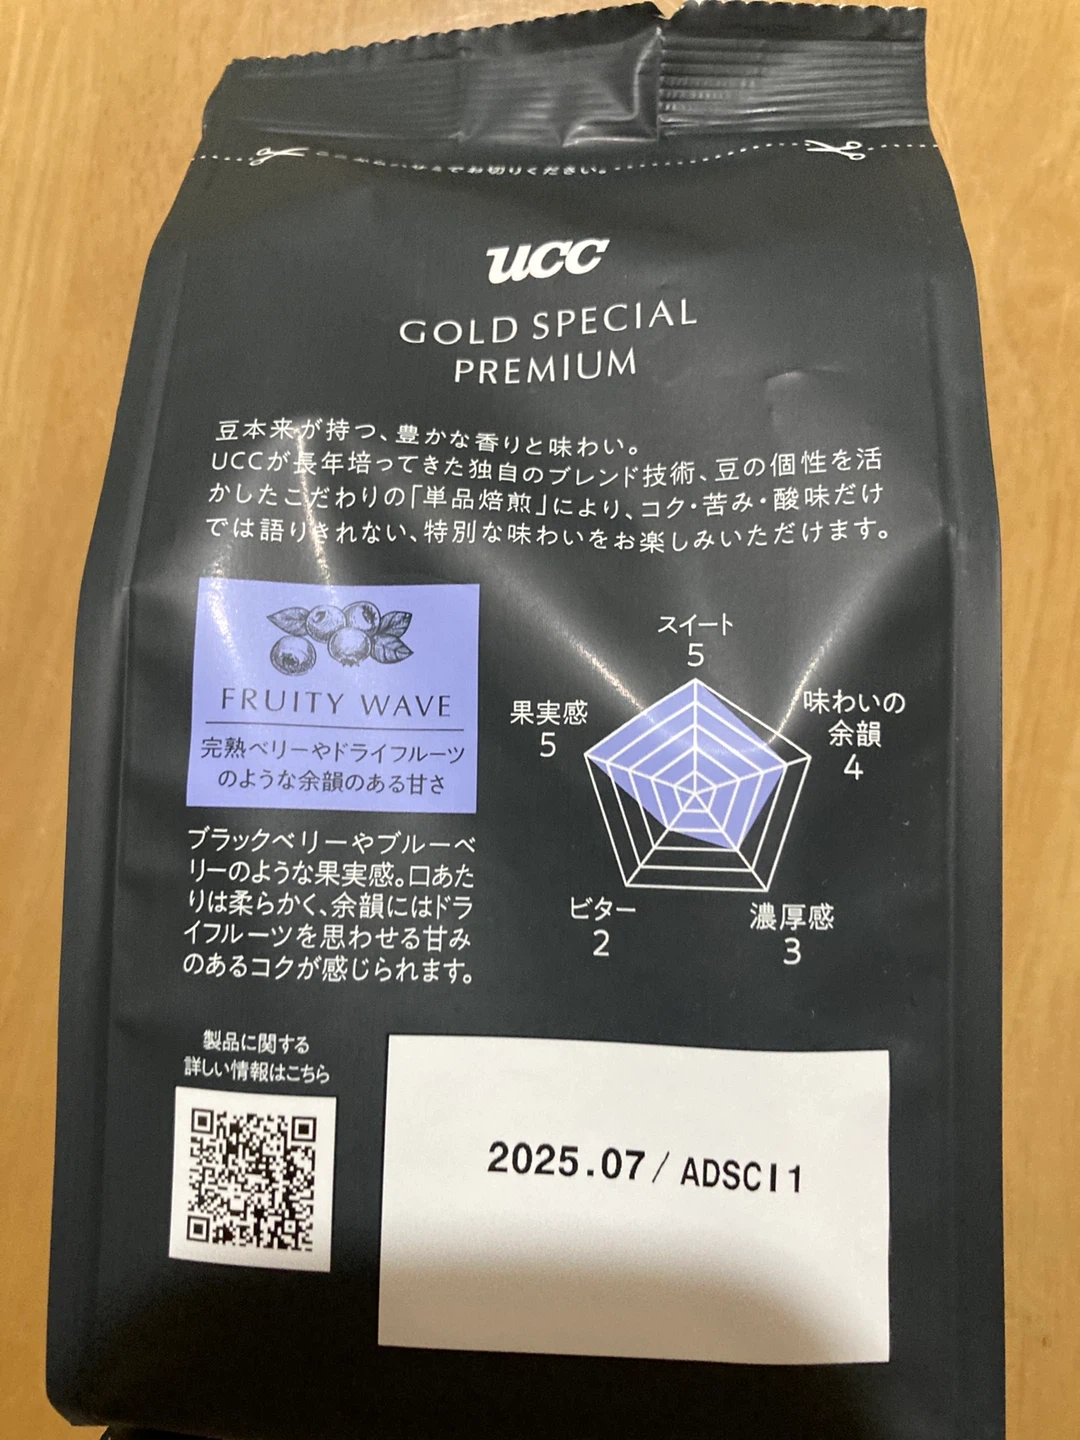 お切りください。
ucc
GOLD SPECIAL
PREMIUM
豆本来が持つ、豊かな香りと味わい。
UCCが長年培ってきた独自のブレンド技術、豆の個性を活
かしたこだわりの「単品焙煎」により、コク・苦み・酸味だけ
では語りきれない、特別な味わいをお楽しみいただけます。
FRUITY WAVE
完熟ベリーやドライフルーツ
のような余韻のある甘さ
ブラックベリーやブルーベ
リーのような果実感。口あた
りは柔らかく、余韻にはドラ
イフルーツを思わせる甘み
のあるコクが感じられます。
スイート
5
味わいの
余韻
4
果実感
5
ビター
2
濃厚感
3
製品に関する
詳しい情報はこちら
2025.07/ ADSCI1